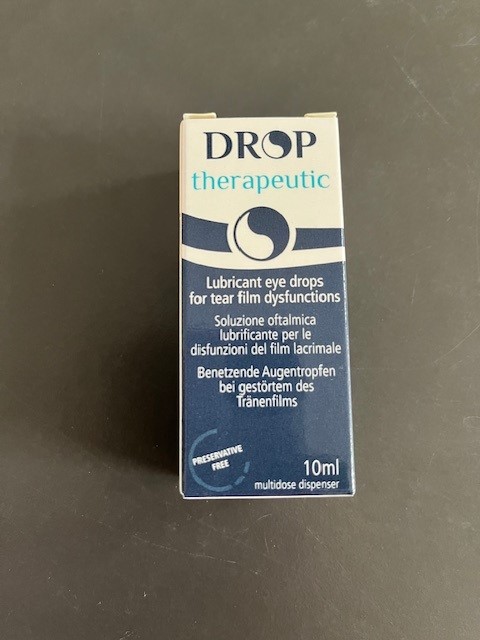 DROP
therapeutic
Lubricant eye drops
for tear film dysfunctions
Soluzione oftalmica
lubrificante per le
disfunzioni del film lacrimale
Benetzende Augentropfen
bei gestörtem des
Tränenfilms
PRESERVATIVE
FREE
10ml
multidose dispenser